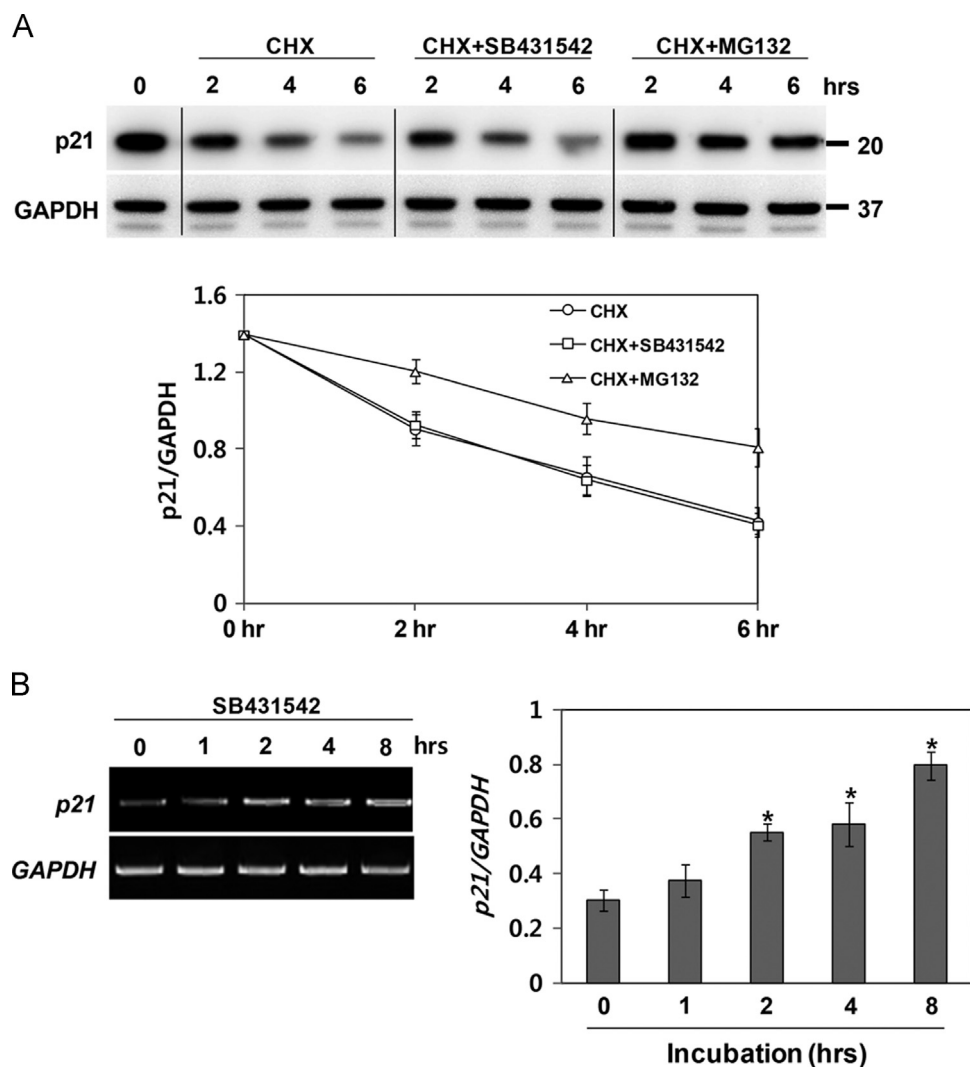 A
CHX CHX+SB431542 CHX+MG132
0 2 4 6 2 4 6 2 4 6 hrs
p21 20
GAPDH 37
1.6
1.2
0.8
0.4
0
p21/GAPDH
CHX
CHX+SB431542
CHX+MG132
0 hr 2 hr 4 hr 6 hr
B
SB431542
0 1 2 4 8 hrs
p21
GAPDH
1
0.8
0.6
0.4
0.2
0
p21/GAPDH
* * *
0 1 2 4 8
Incubation (hrs)